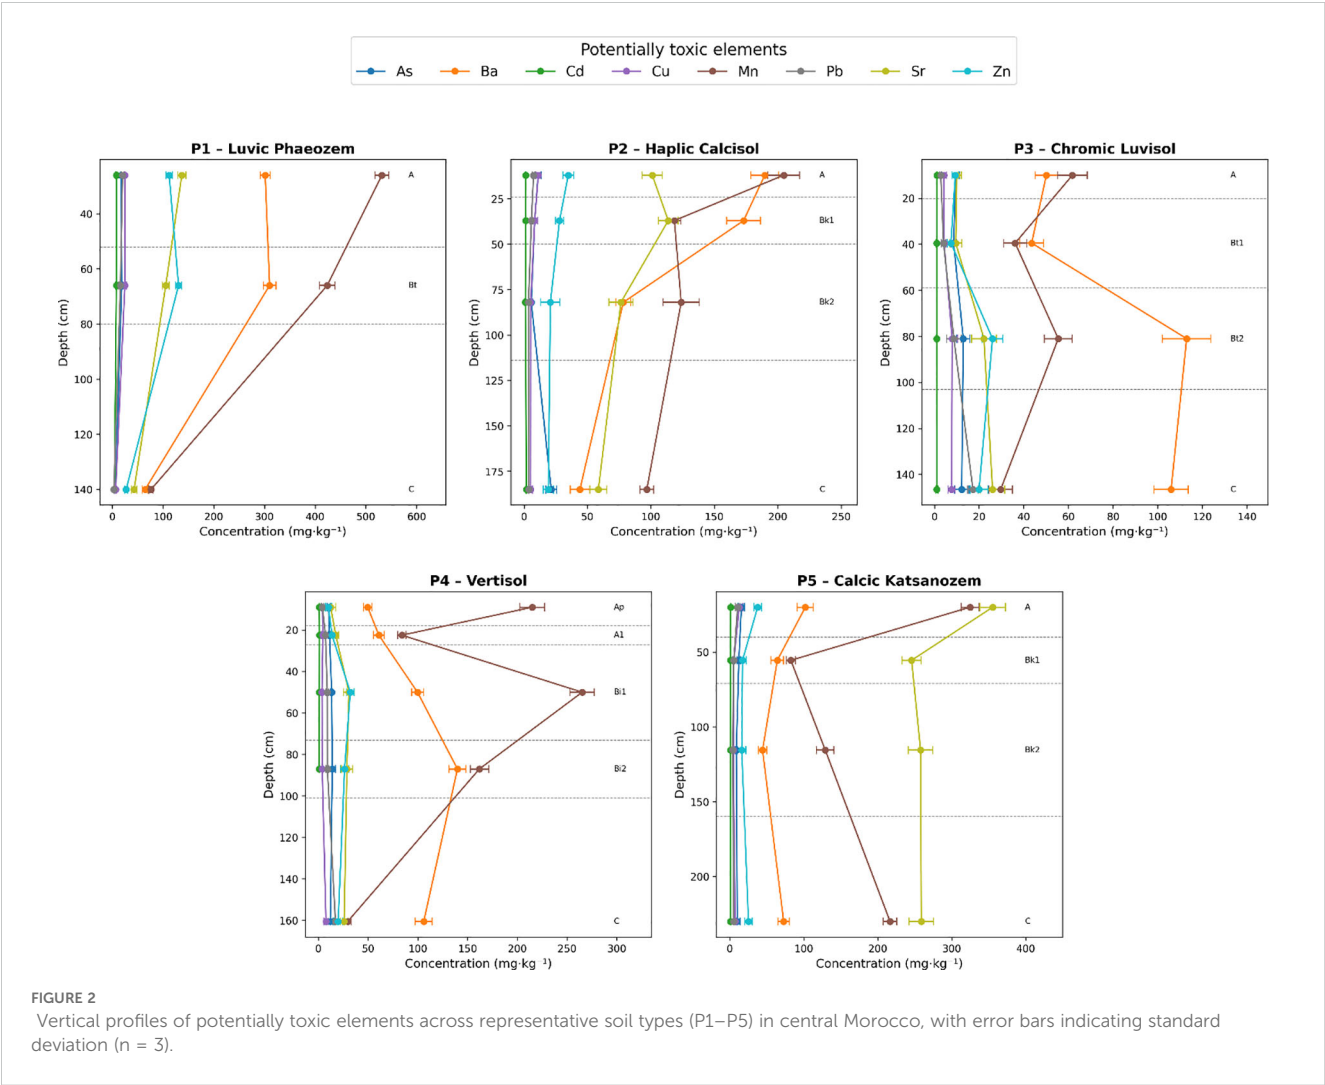 Potentially toxic elements
As Ba Cd Cu Mn Pb Sr Zn
P1 – Luvic Phaeozem
A
Bt
C
40
60
80
100
120
140
Depth (cm)
0 100 200 300 400 500 600
Concentration (mg·kg⁻¹)
P2 – Haplic Calcisol
A
Bk1
Bk2
C
25
50
75
100
125
150
175
Depth (cm)
0 50 100 150 200 250
Concentration (mg·kg⁻¹)
P3 – Chromic Luvisol
A
Bt1
Bt2
C
20
40
60
80
100
120
140
Depth (cm)
0 20 40 60 80 100 120 140
Concentration (mg·kg⁻¹)
P4 – Vertisol
Ap
A1
Bi1
Bi2
C
20
40
60
80
100
120
140
160
Depth (cm)
0 50 100 150 200 250 300
Concentration (mg·kg⁻¹)
P5 – Calcic Katsanozem
A
Bk1
Bk2
C
50
100
150
200
Depth (cm)
0 100 200 300 400
Concentration (mg·kg⁻¹)
FIGURE 2
Vertical profiles of potentially toxic elements across representative soil types (P1–P5) in central Morocco, with error bars indicating standard
deviation (n = 3).